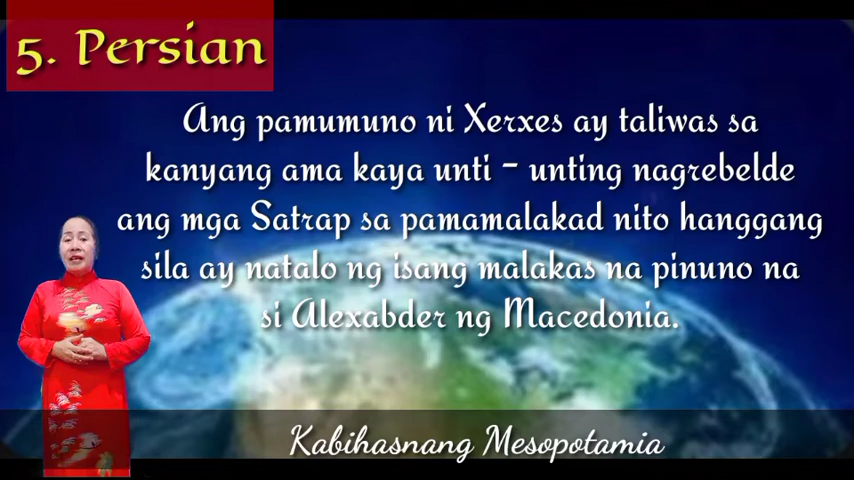 5. Persian
Ang pamumuno ni Xerxes ay taliwas sa
kanyang ama kaya unti - unting nagrebelde
ang mga Satrap sa pamamalakad nito hanggang
sila ay natalo ng isang malakas na pinuno na
si Alexabder ng Macedonia.
Kabihasnang Mesopotamia